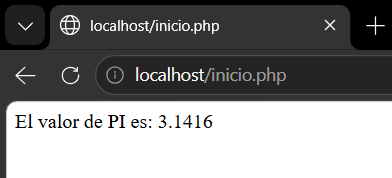 localhost/inicio.php
localhost/inicio.php
El valor de PI es: 3.1416